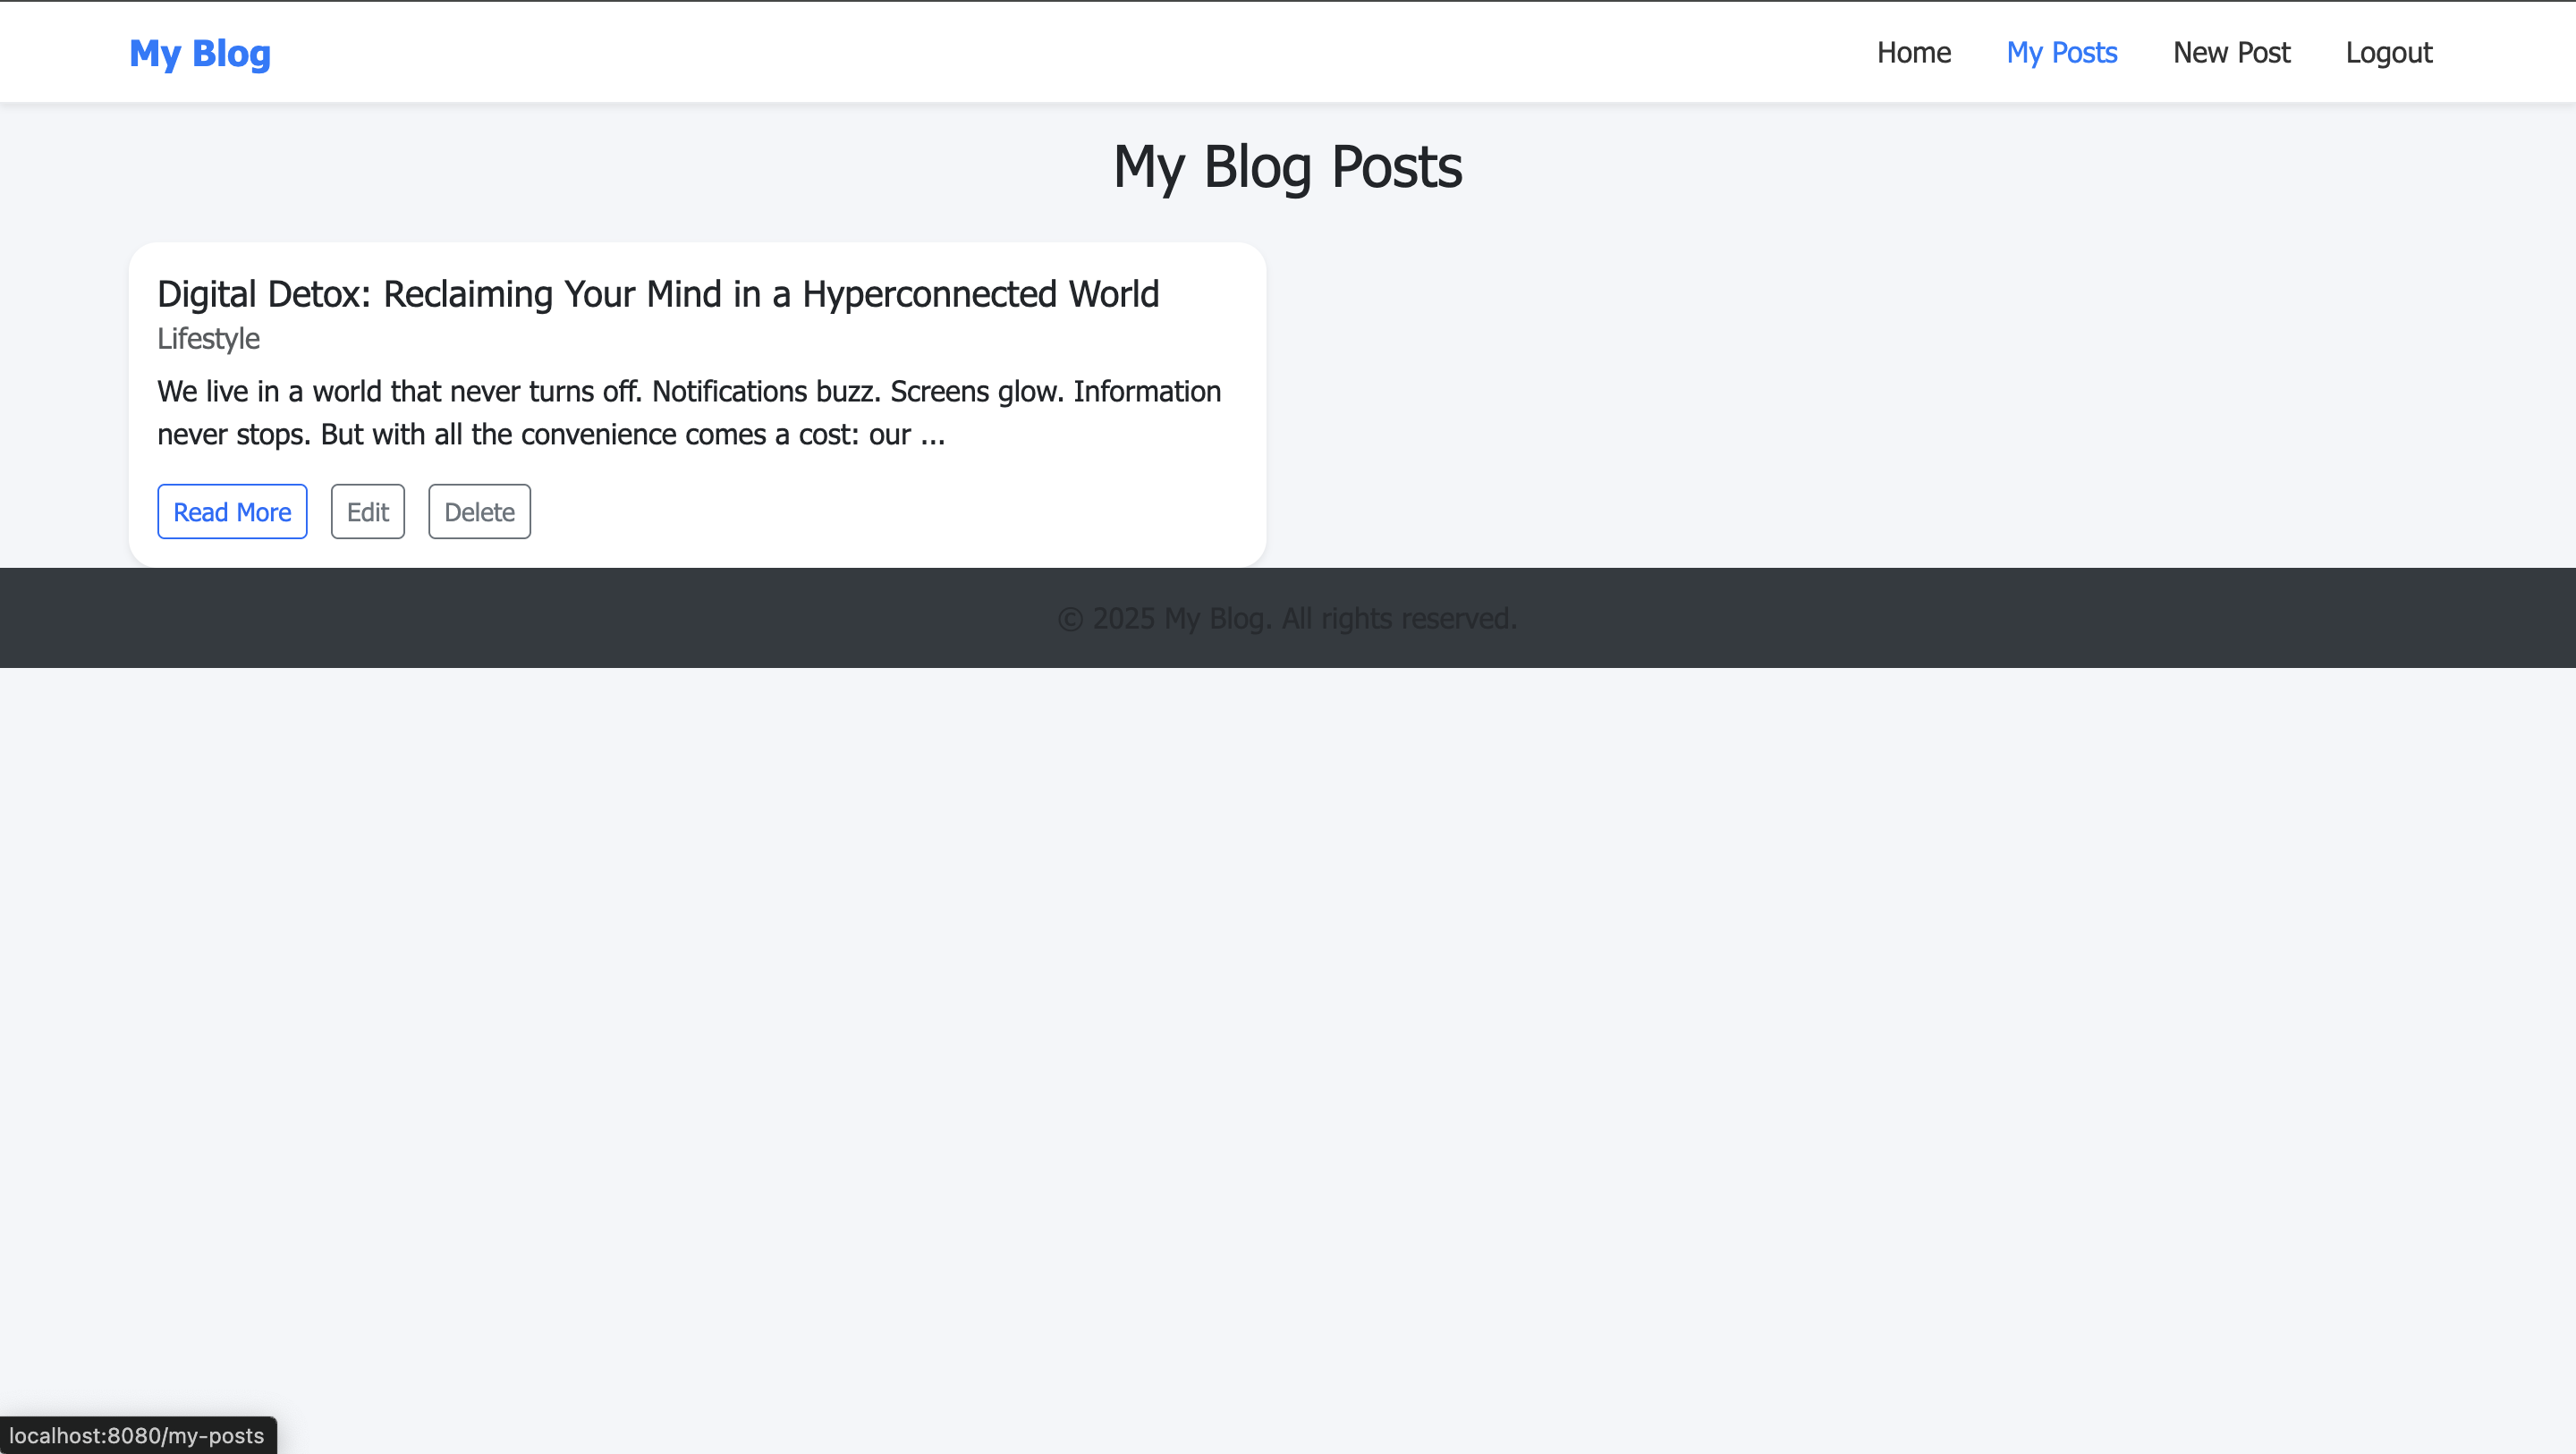 My Blog
Home My Posts New Post Logout
My Blog Posts
Digital Detox: Reclaiming Your Mind in a Hyperconnected World
Lifestyle
We live in a world that never turns off. Notifications buzz. Screens glow. Information
never stops. But with all the convenience comes a cost: our ...
Read More Edit Delete
© 2025 My Blog. All rights reserved.
localhost:8080/my-posts